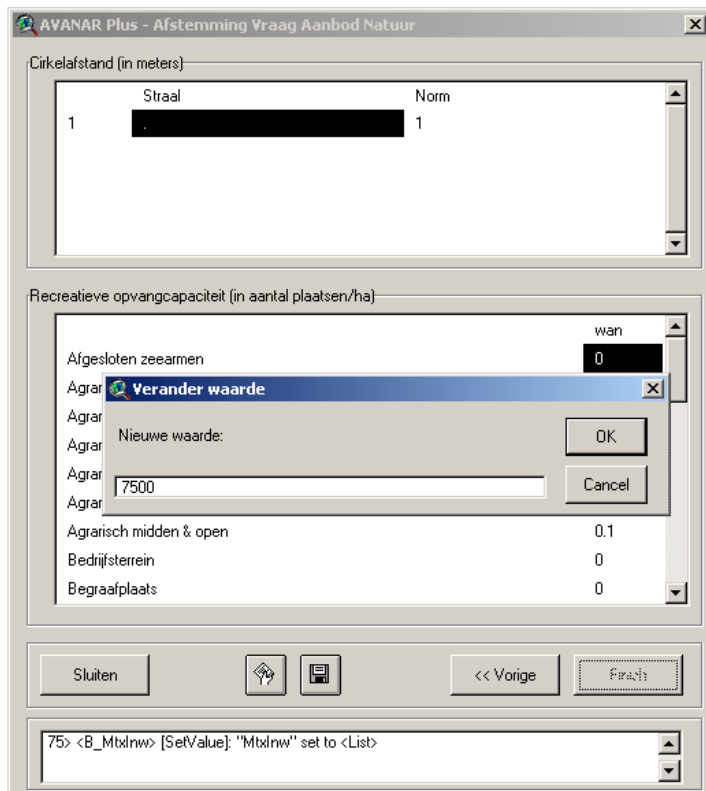 AVANAR Plus - Afstemming Vraag Aanbod Natuur
Cirkelafstand (in meters)
Straal Norm
1 . 1
Recreatieve opvangcapaciteit (in aantal plaatsen/ha)
wan
Afgesloten zeearmen 0
Agrar
Verander waarde
Agrar
Nieuwe waarde:
OK
Agrar
Agrar
7500
Cancel
Agrar
Agrarisch midden & open 0.1
Bedrijfsterrein 0
Begraafplaats 0
Sluiten << Vorige Finish
75> <B_MtxInw> [SetValue]: "MtxInw" set to <List>